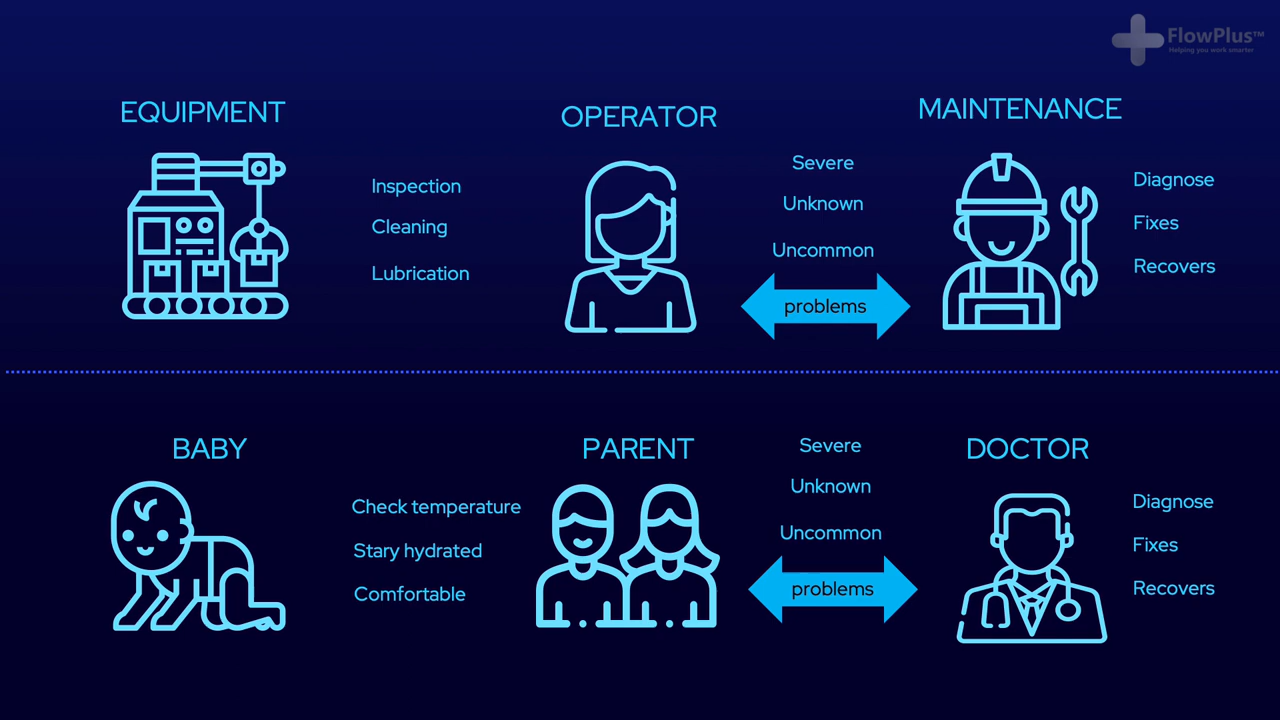 FlowPlus™
Helping you work smarter
EQUIPMENT
OPERATOR
MAINTENANCE
Inspection
Cleaning
Lubrication
Severe
Unknown
Uncommon
problems
Diagnose
Fixes
Recovers
BABY
PARENT
DOCTOR
Check temperature
Stary hydrated
Comfortable
Severe
Unknown
Uncommon
problems
Diagnose
Fixes
Recovers